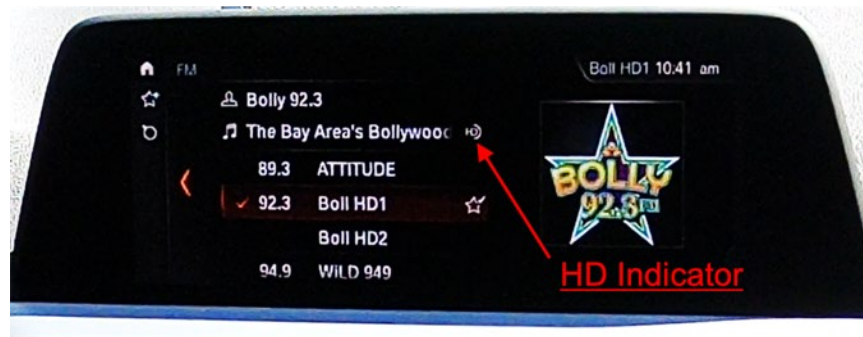 FM
Boll HD1 10:41 am
Bolly 92.3
The Bay Area's Bollywood
HD
89.3 ATTITUDE
92.3 Boll HD1
Boll HD2
94.9 WiLD 949
BOLLY
92.3
HD Indicator